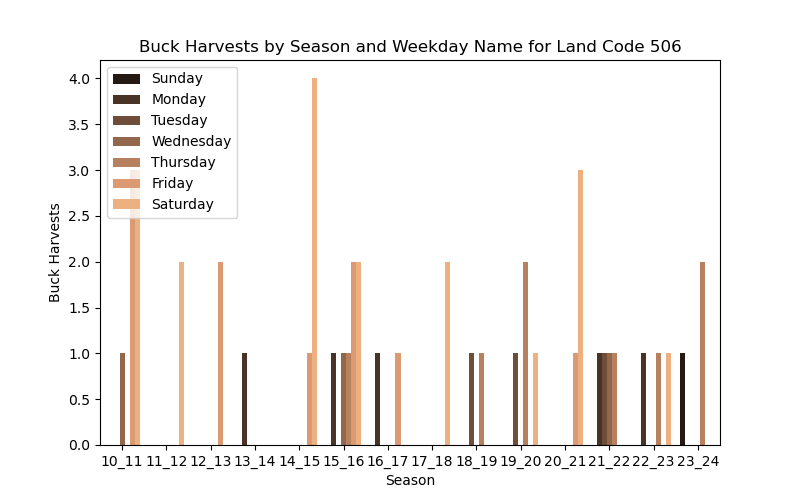 Buck Harvests by Season and Weekday Name for Land Code 506
Buck Harvests
4.0
3.5
3.0
2.5
2.0
1.5
1.0
0.5
0.0
Sunday
Monday
Tuesday
Wednesday
Thursday
Friday
Saturday
10_11 11_12 12_13 13_14 14_15 15_16 16_17 17_18 18_19 19_20 20_21 21_22 22_23 23_24
Season